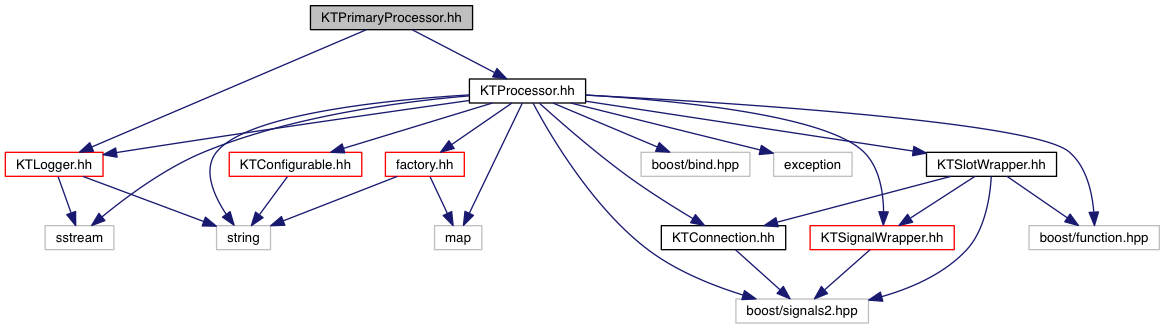 KTPrimaryProcessor.hh
KTProcessor.hh
KTLogger.hh
KTConfigurable.hh
factory.hh
boost/bind.hpp
exception
KTSlotWrapper.hh
sstream
string
map
KTConnection.hh
KTSignalWrapper.hh
boost/function.hpp
boost/signals2.hpp